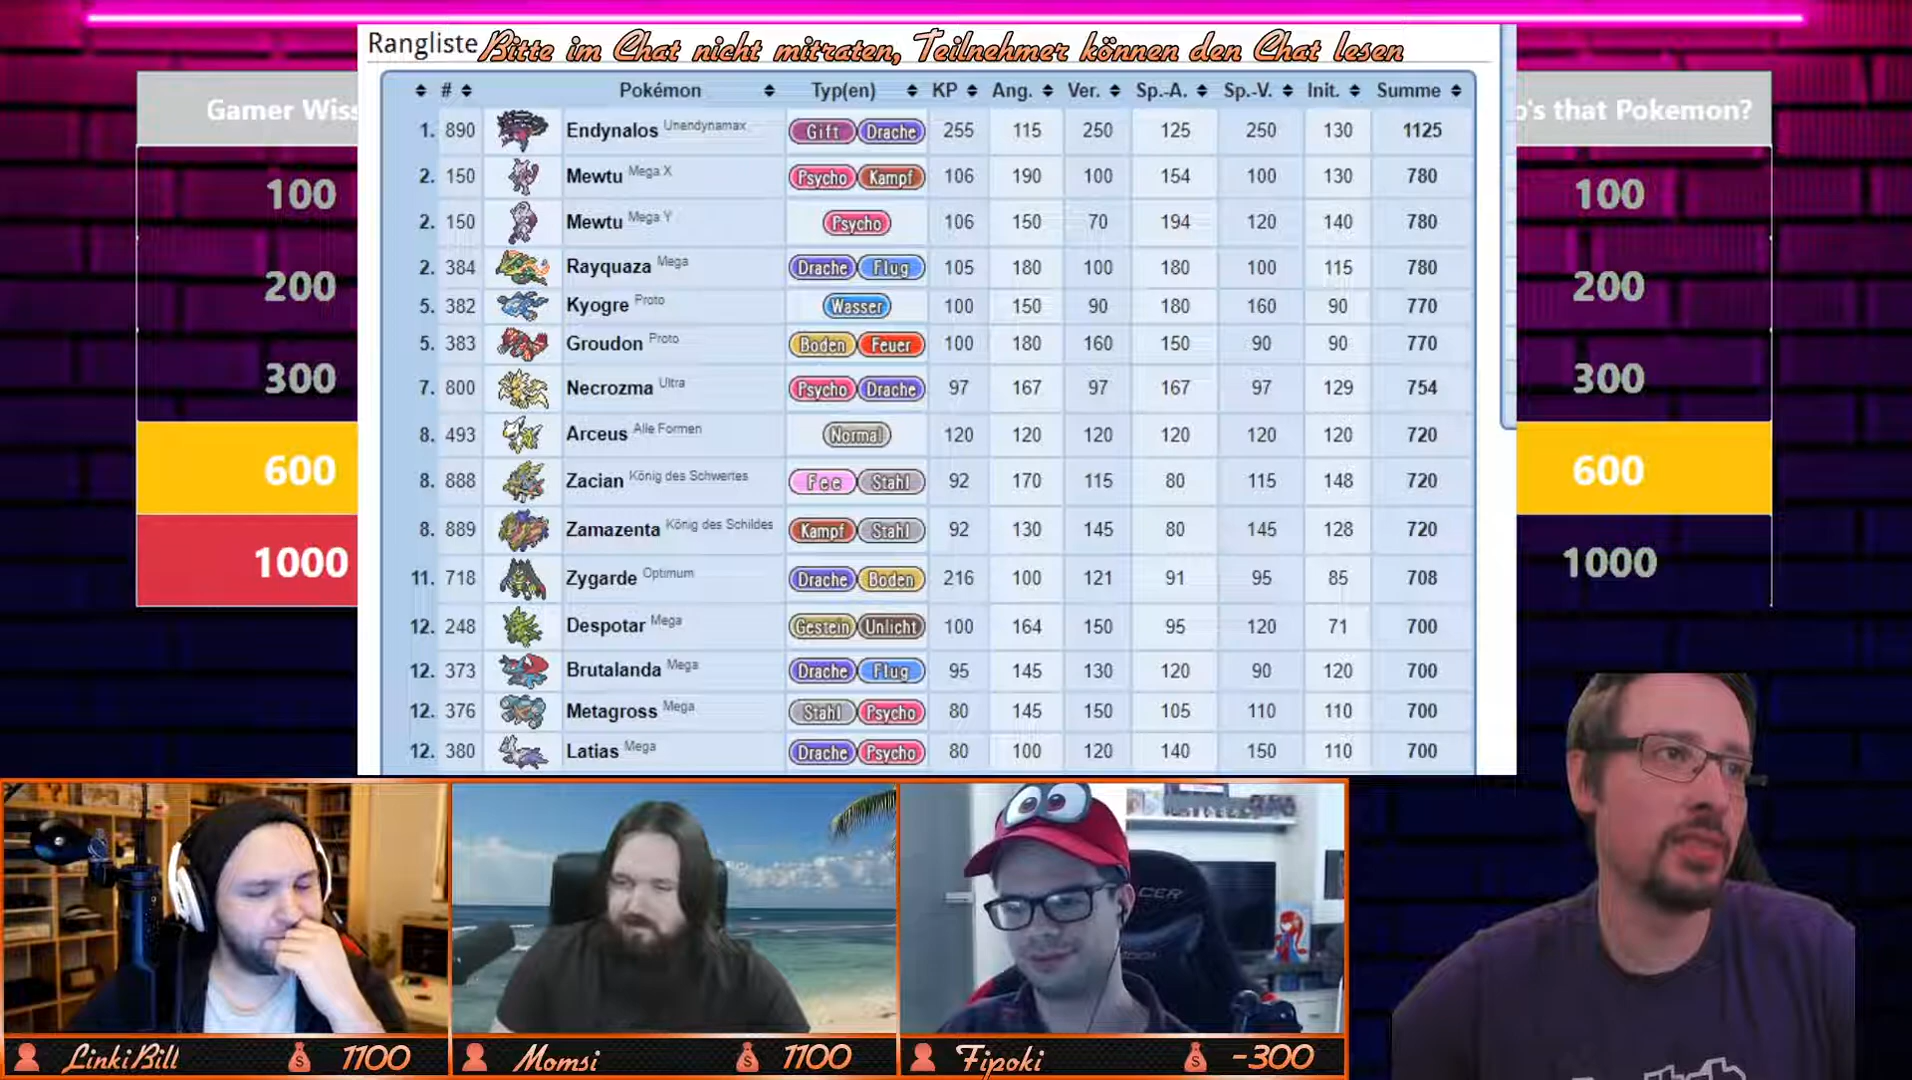 Rangliste Bitte im Chat nicht mitraten, Teilnehmer können den Chat lesen
# Pokémon Typ(en) KP Ang. Ver. Sp.-A. Sp.-V. Init. Summe
1. 890 Endynalos Unendynamax Gift Drache 255 115 250 125 250 130 1125
2. 150 Mewtu Mega X Psycho Kampf 106 190 100 154 100 130 780
2. 150 Mewtu Mega Y Psycho 106 150 70 194 120 140 780
2. 384 Rayquaza Mega Drache Flug 105 180 100 180 100 115 780
5. 382 Kyogre Proto Wasser 100 150 90 180 160 90 770
5. 383 Groudon Proto Boden Feuer 100 180 160 150 90 90 770
7. 800 Necrozma Ultra Psycho Drache 97 167 97 167 97 129 754
8. 493 Arceus Alle Formen Normal 120 120 120 120 120 120 720
8. 888 Zacian König des Schwertes Fee Stahl 92 170 115 80 115 148 720
8. 889 Zamazenta König des Schildes Kampf Stahl 92 130 145 80 145 128 720
11. 718 Zygarde Optimum Drache Boden 216 100 121 91 95 85 708
12. 248 Despotar Mega Gestein Unlicht 100 164 150 95 120 71 700
12. 373 Brutalanda Mega Drache Flug 95 145 130 120 90 120 700
12. 376 Metagross Mega Stahl Psycho 80 145 150 105 110 110 700
12. 380 Latias Mega Drache Psycho 80 100 120 140 150 110 700
Gamer Wiss
100
200
300
600
1000
o's that Pokemon?
100
200
300
600
1000
CER
LinkiBill 1100
Momsi 1100
Fipoki -300